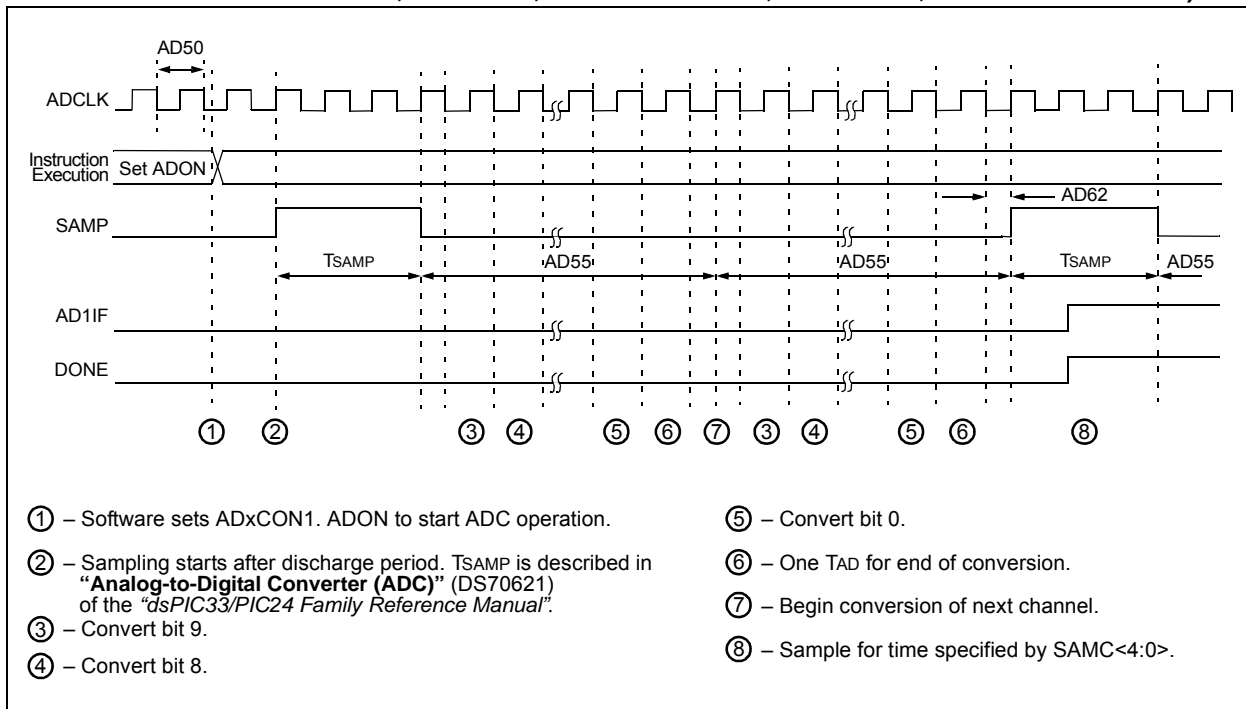 AD50
ADCLK
Instruction
Execution
Set ADON
SAMP
AD62
TSAMP
AD55
AD55
TSAMP
AD55
AD1IF
DONE
1 2 3 4 5 6 7 3 4 5 6 8
1 – Software sets ADxCON1. ADON to start ADC operation.
2 – Sampling starts after discharge period. TSAMP is described in
“Analog-to-Digital Converter (ADC)” (DS70621)
of the “dsPIC33/PIC24 Family Reference Manual”.
3 – Convert bit 9.
4 – Convert bit 8.
5 – Convert bit 0.
6 – One TAD for end of conversion.
7 – Begin conversion of next channel.
8 – Sample for time specified by SAMC<4:0>.